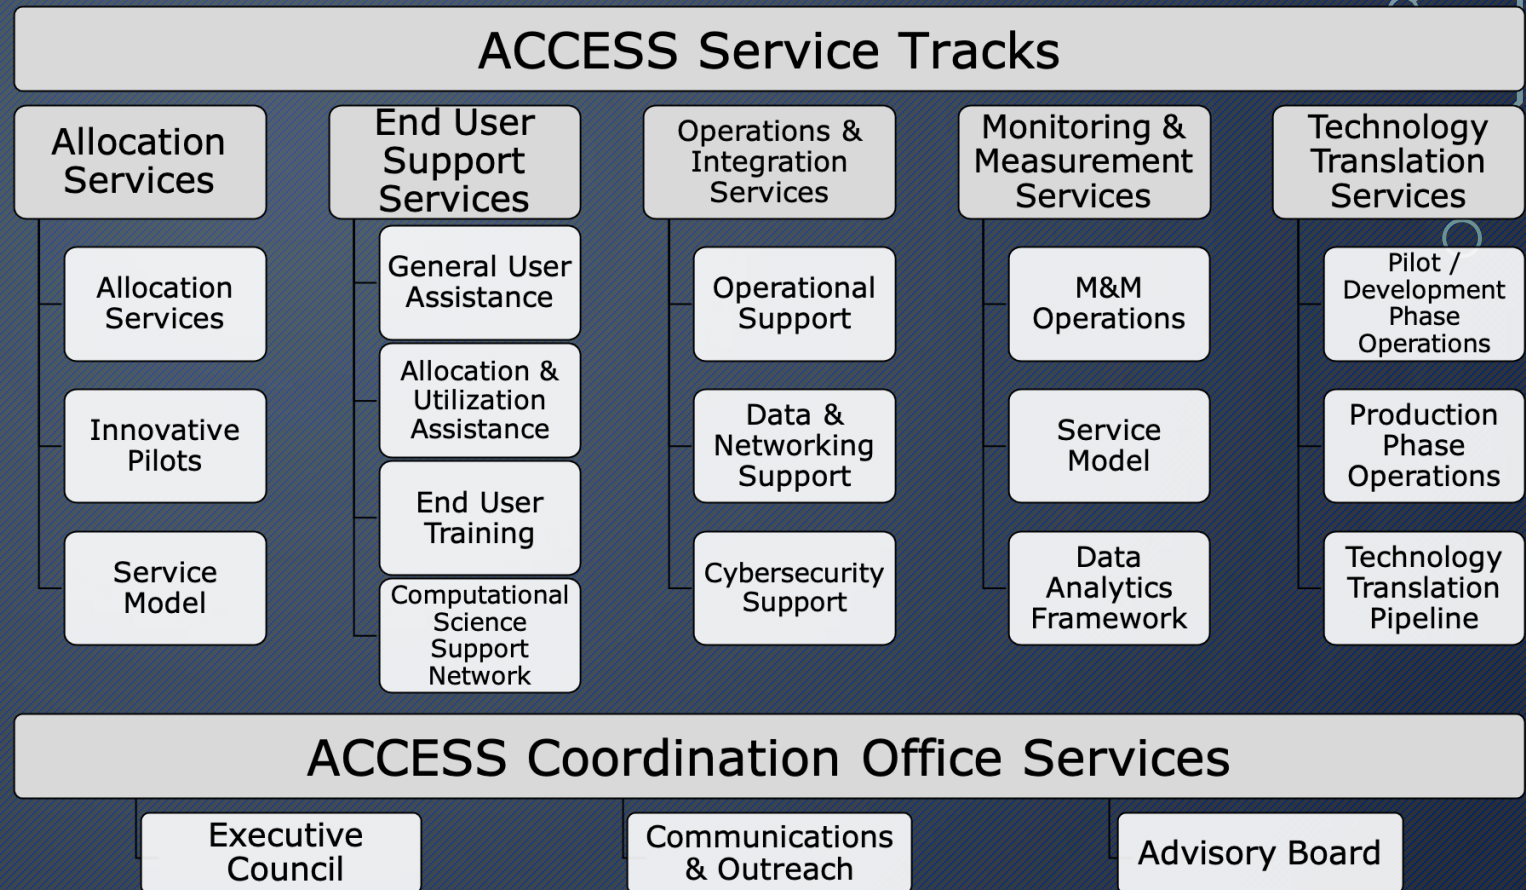 ACCESS Service Tracks
Allocation
Services
Allocation
Services
Innovative
Pilots
Service
Model
End User
Support
Services
General User
Assistance
Allocation &
Utilization
Assistance
End User
Training
Computational
Science
Support
Network
Operations &
Integration
Services
Operational
Support
Data &
Networking
Support
Cybersecurity
Support
Monitoring &
Measurement
Services
M&M
Operations
Service
Model
Data
Analytics
Framework
Technology
Translation
Services
Pilot /
Development
Phase
Operations
Production
Phase
Operations
Technology
Translation
Pipeline
ACCESS Coordination Office Services
Executive
Council
Communications
& Outreach
Advisory Board